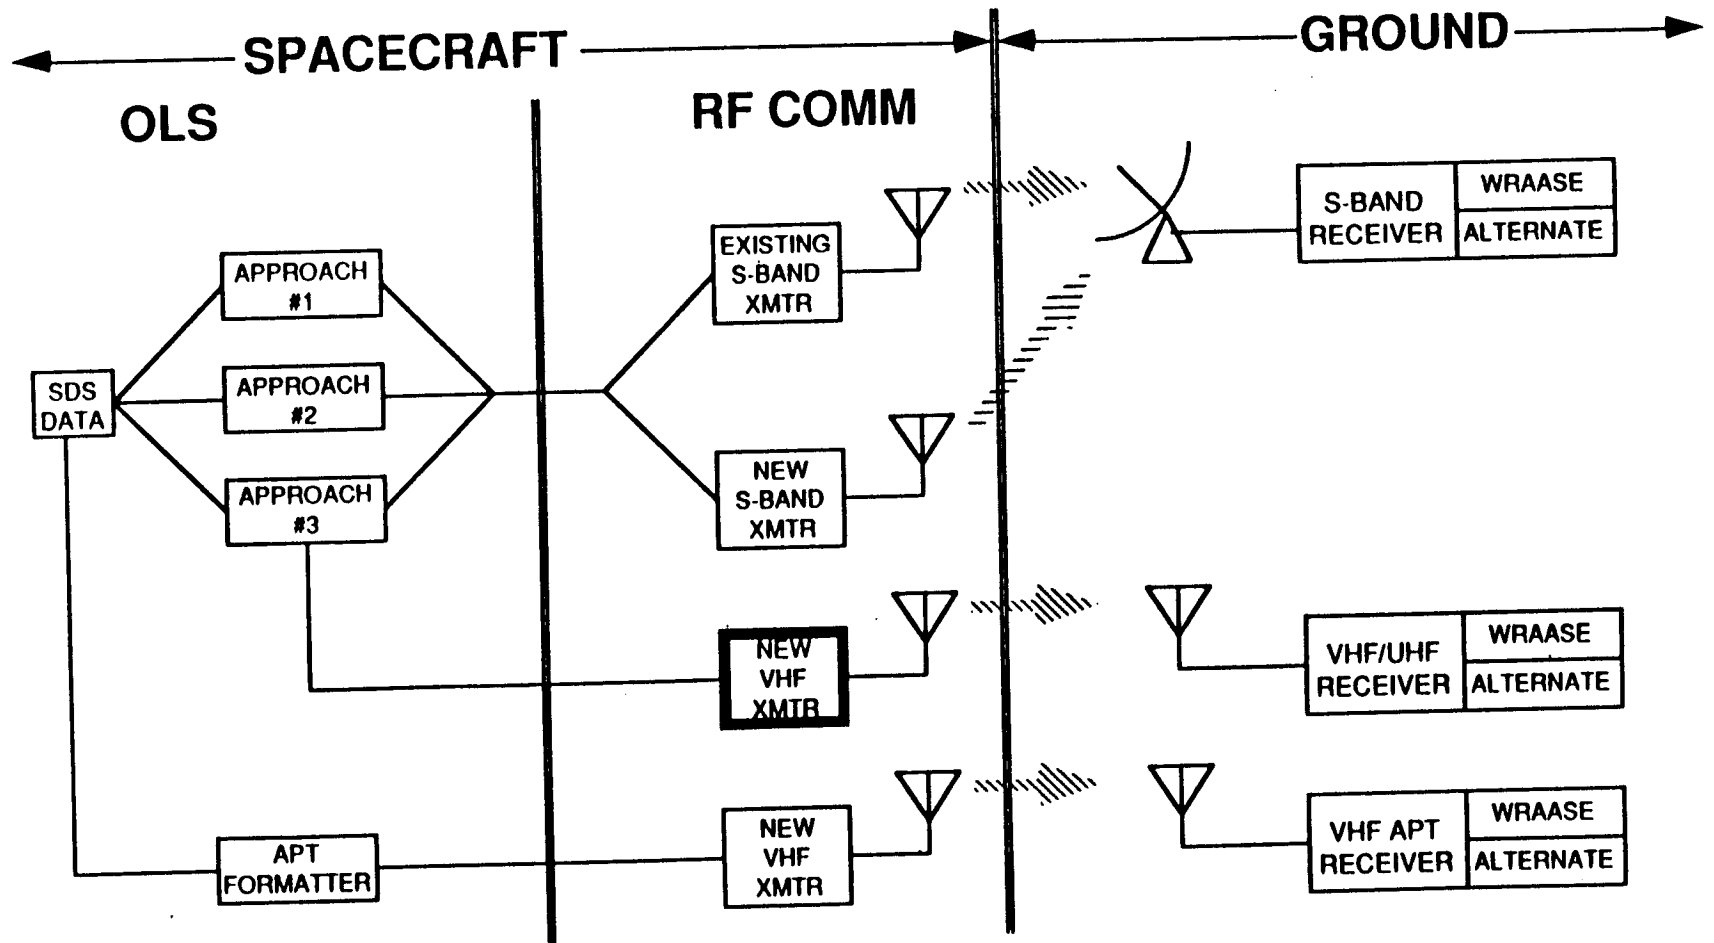 SPACECRAFT
GROUND
OLS
RF COMM
EXISTING
S-BAND
XMTR
S-BAND
RECEIVER
WRAASE
ALTERNATE
APPROACH
#1
SDS
DATA
APPROACH
#2
APPROACH
#3
NEW
S-BAND
XMTR
NEW
VHF
XMTR
VHF/UHF
RECEIVER
WRAASE
ALTERNATE
APT
FORMATTER
NEW
VHF
XMTR
VHF APT
RECEIVER
WRAASE
ALTERNATE